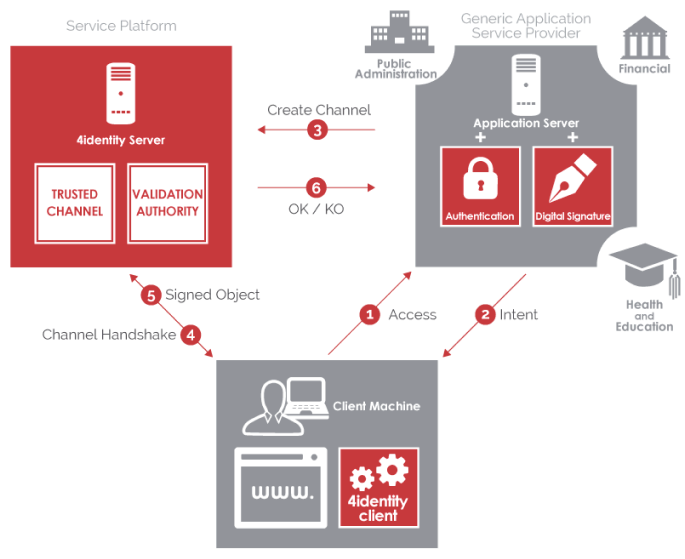 Service Platform
Generic Application
Service Provider
Public
Administration
Financial
4identity Server
Application Server
+ +
TRUSTED
CHANNEL
VALIDATION
AUTHORITY
Create Channel
3
6
OK / KO
Authentication
Digital Signature
Health
and
Education
5 Signed Object
Channel Handshake 4
1 Access
2 Intent
Client Machine
www.
4identity
client